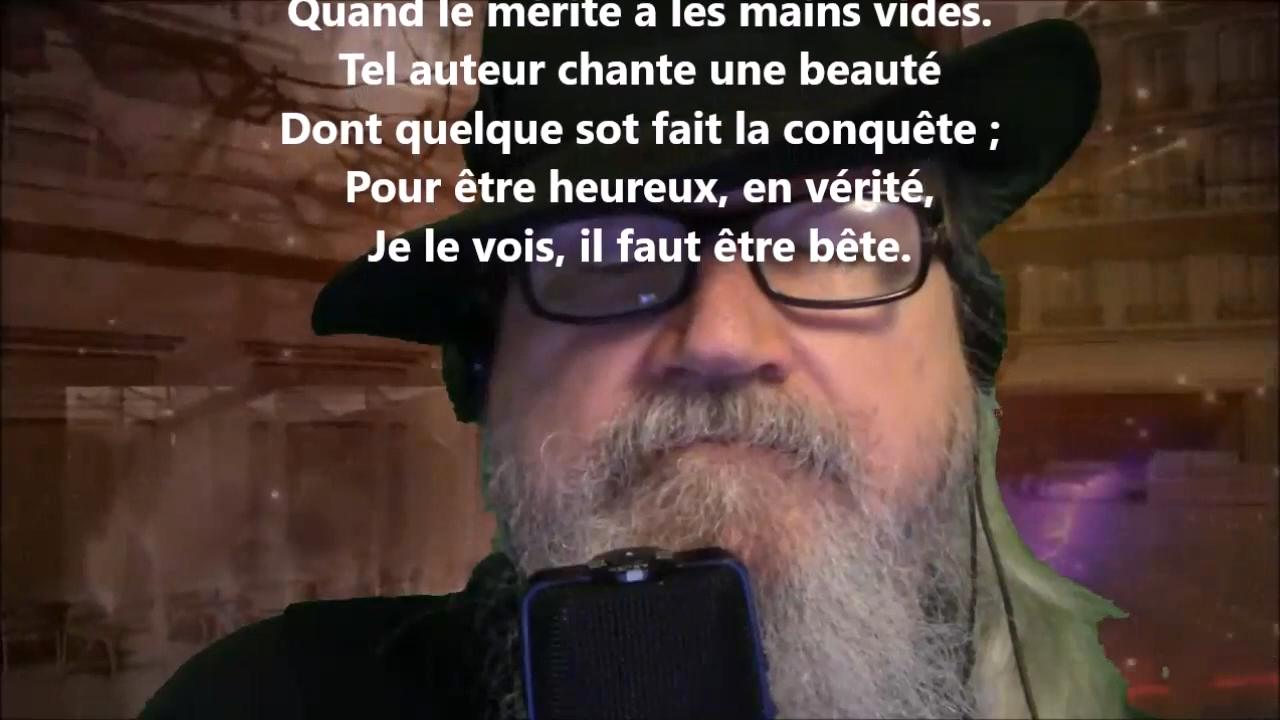 Quand le mérite a les mains vides.
Tel auteur chante une beauté
Dont quelque sot fait la conquête ;
Pour être heureux, en vérité,
Je le vois, il faut être bête.